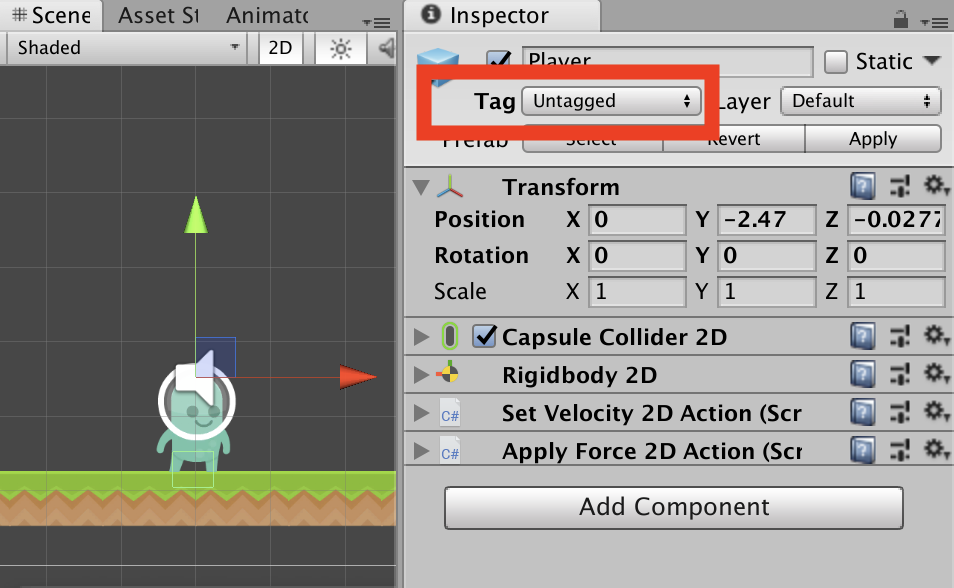 Scene
Asset St
Animato
Inspector
Shaded
2D
Player
Static
Tag
Untagged
Layer
Default
Prefab
Select
Revert
Apply
Transform
Position X 0 Y -2.47 Z -0.0277
Rotation X 0 Y 0 Z 0
Scale X 1 Y 1 Z 1
Capsule Collider 2D
Rigidbody 2D
C# Set Velocity 2D Action (Scr
C# Apply Force 2D Action (Scr
Add Component